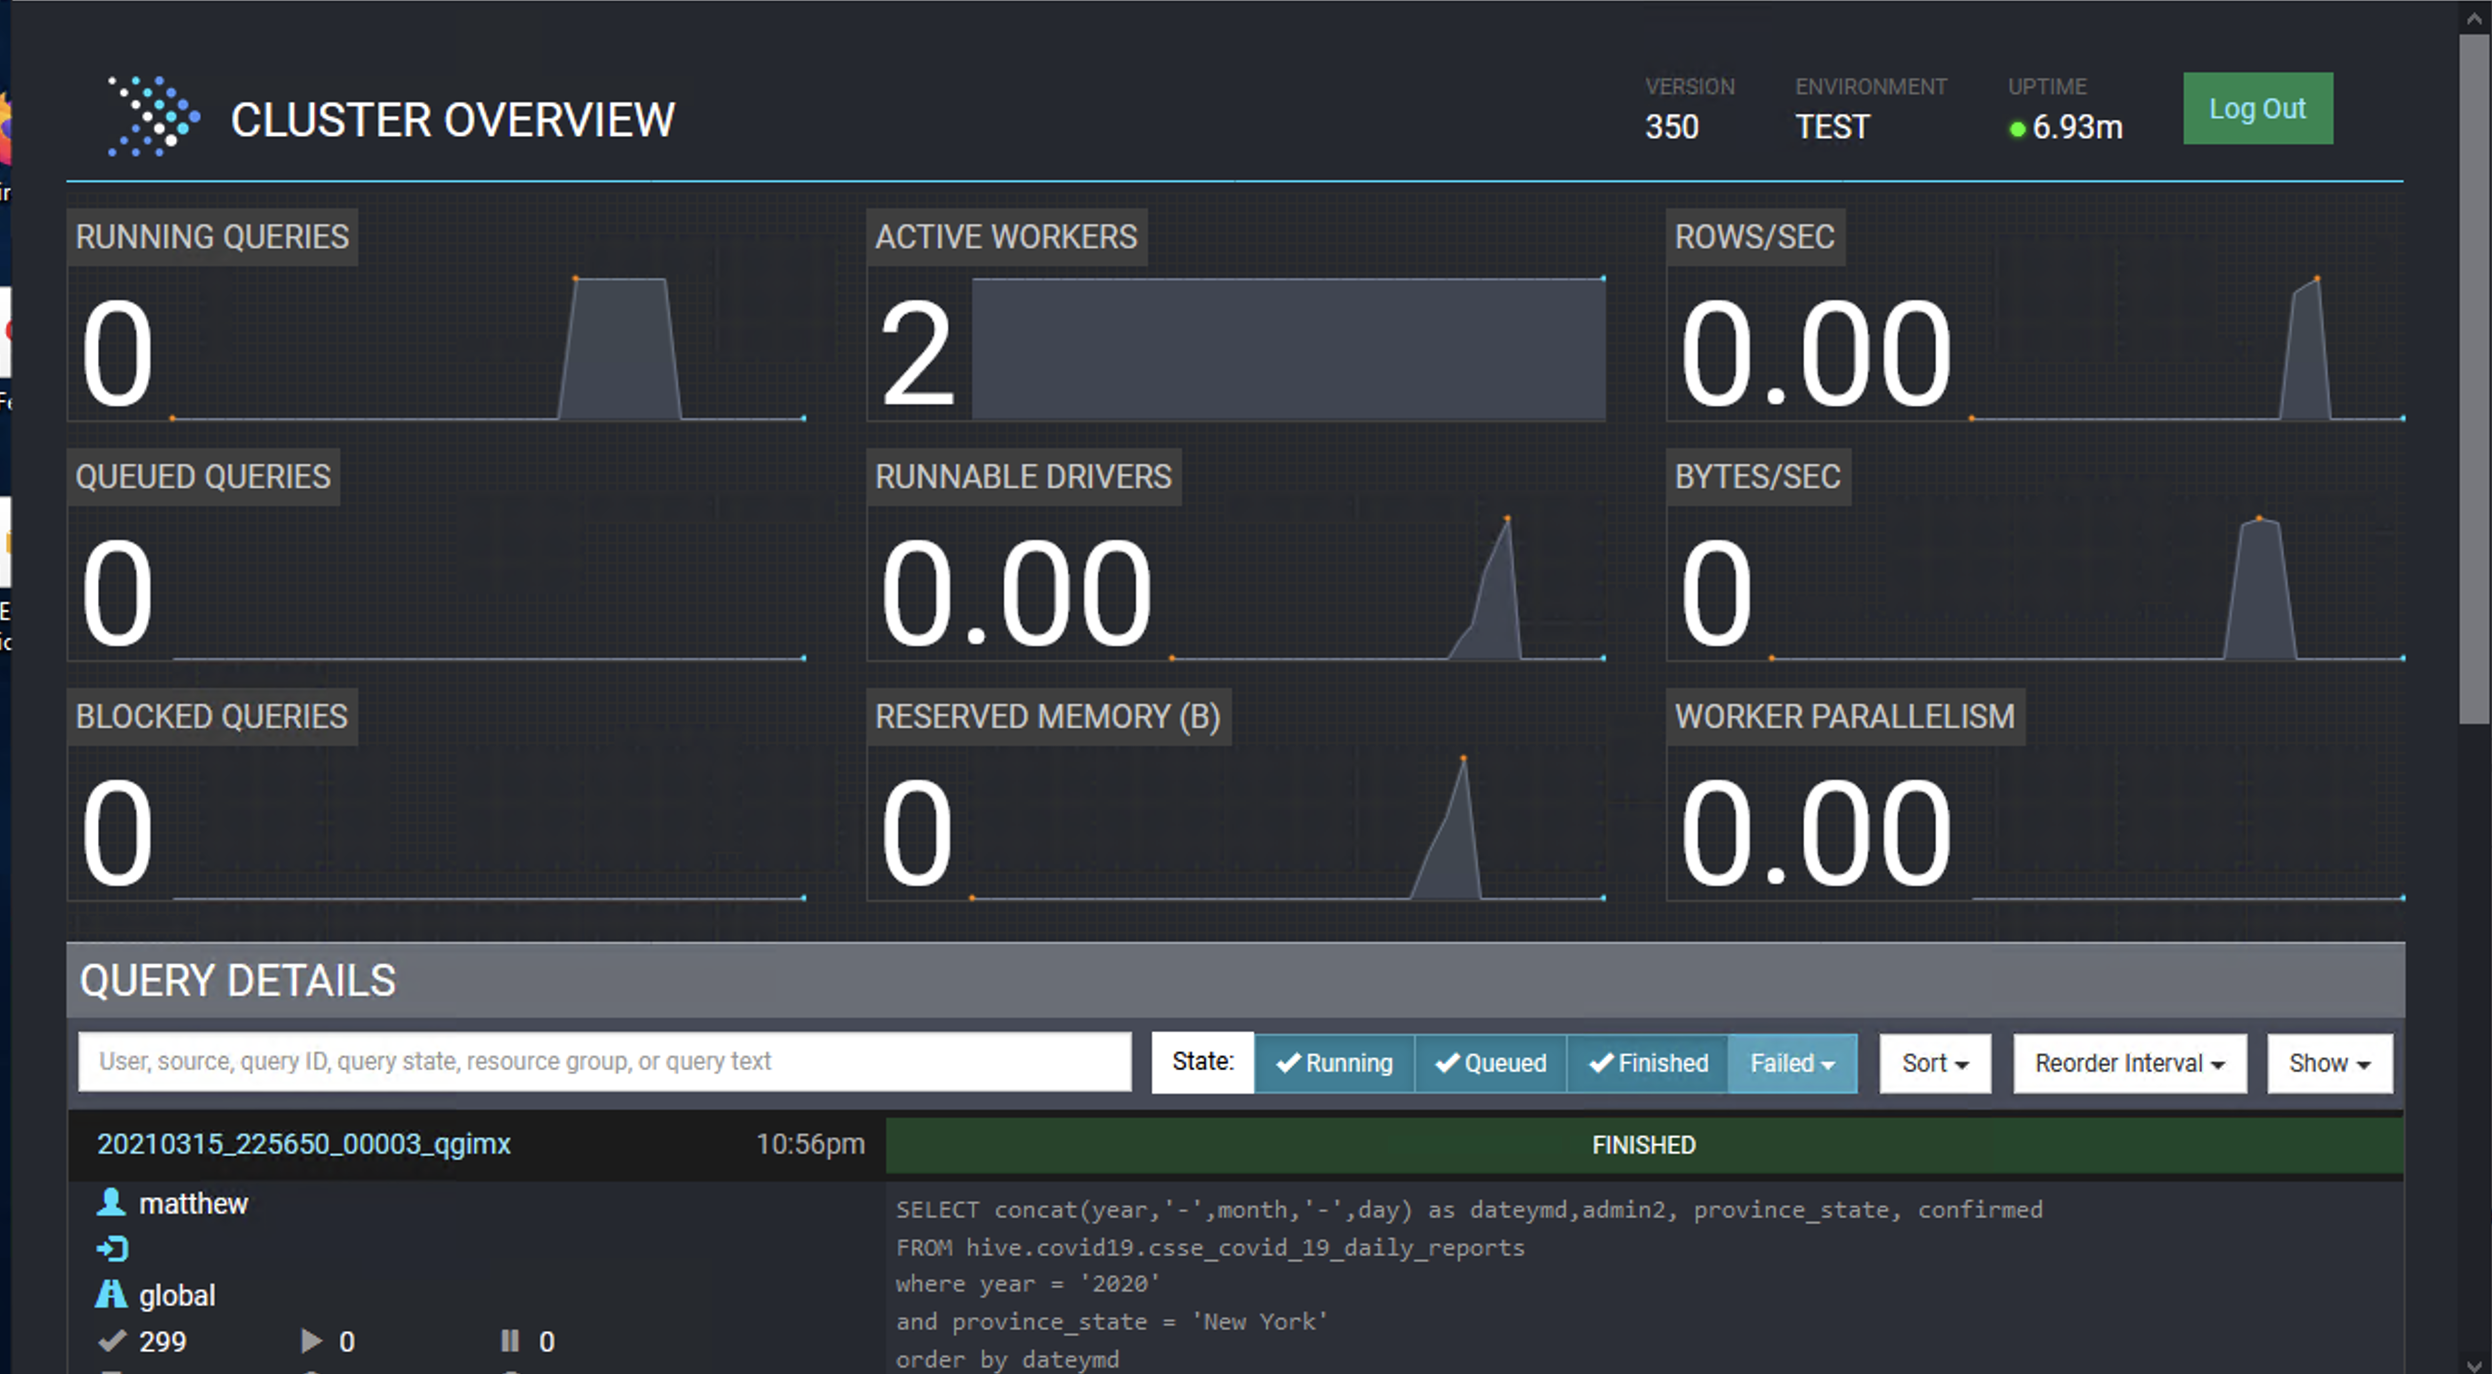 CLUSTER OVERVIEW
VERSION
350
ENVIRONMENT
TEST
UPTIME
6.93m
Log Out
RUNNING QUERIES
0
ACTIVE WORKERS
2
ROWS/SEC
0.00
QUEUED QUERIES
0
RUNNABLE DRIVERS
0.00
BYTES/SEC
0
BLOCKED QUERIES
0
RESERVED MEMORY (B)
0
WORKER PARALLELISM
0.00
QUERY DETAILS
User, source, query ID, query state, resource group, or query text
State: Running Queued Finished Failed Sort Reorder Interval Show
20210315_225650_00003_qgimx 10:56pm FINISHED
matthew
global
299 0 0
SELECT concat(year,'-',month,'-',day) as dateymd,admin2, province_state, confirmed
FROM hive.covid19.csse_covid_19_daily_reports
where year = '2020'
and province_state = 'New York'
order by dateymd